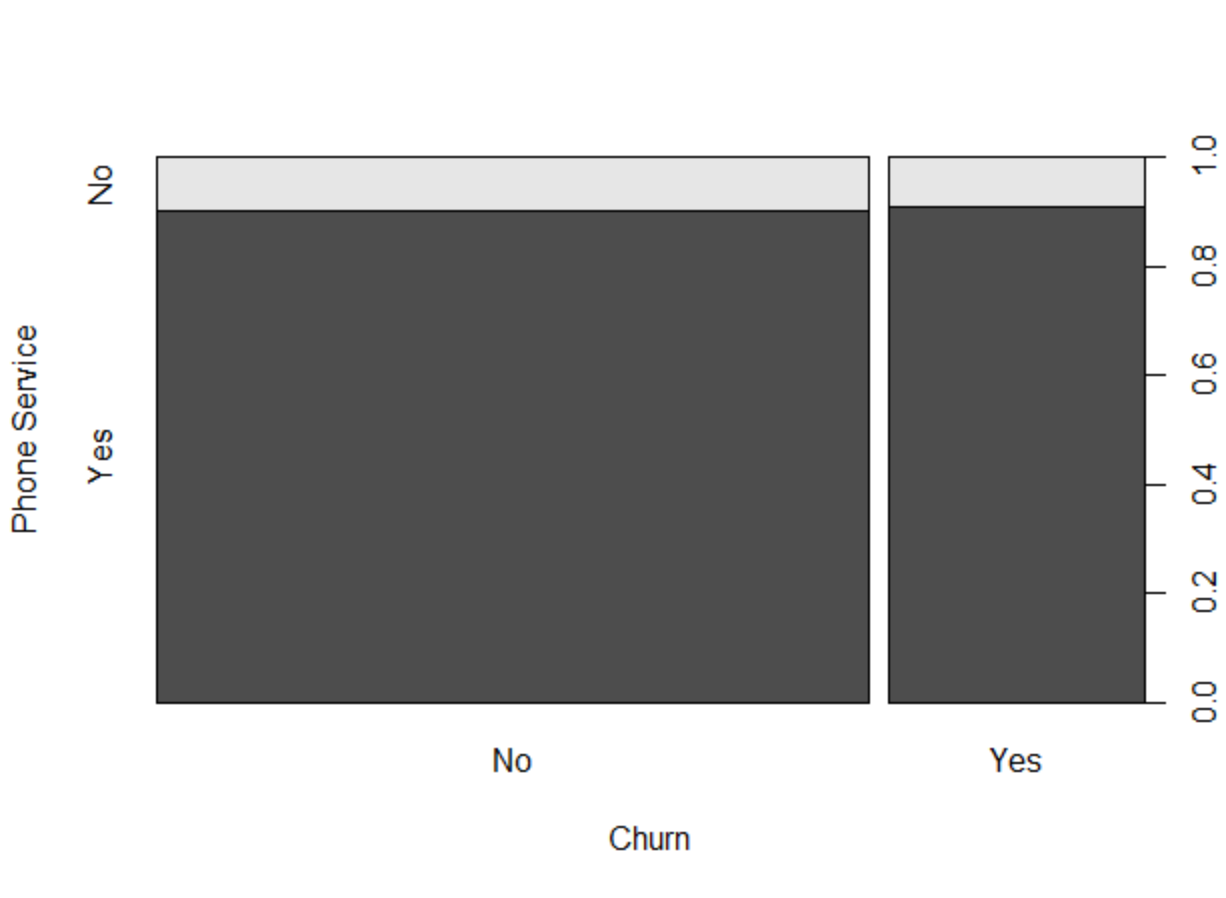 Phone Service
No
Yes
1.0
0.8
0.6
0.4
0.2
0.0
No
Yes
Churn